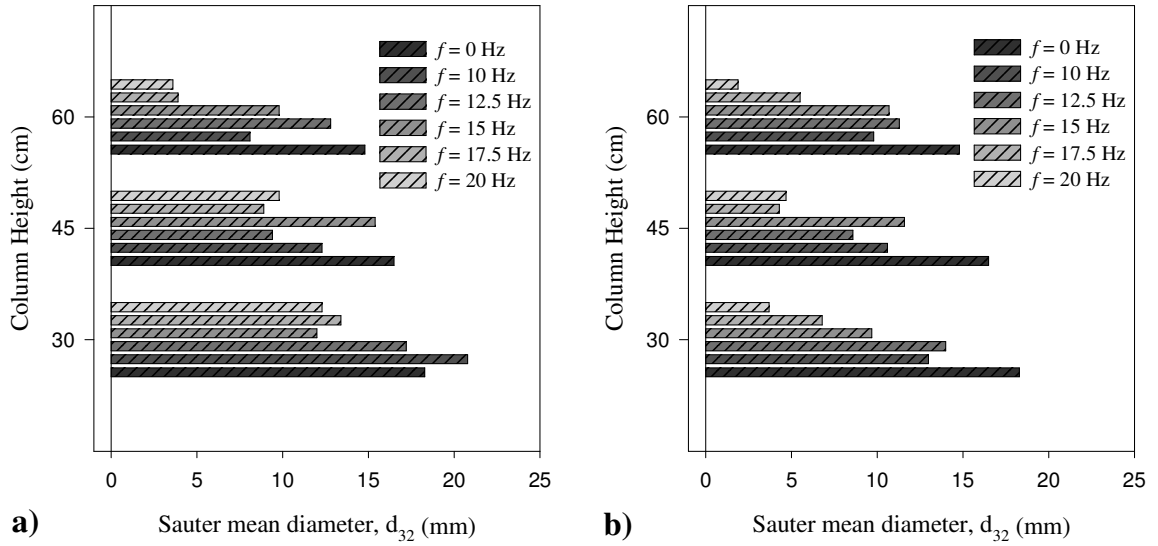 f = 0 Hz
f = 10 Hz
f = 12.5 Hz
f = 15 Hz
f = 17.5 Hz
f = 20 Hz
60
45
30
Column Height (cm)
0 5 10 15 20 25
a) Sauter mean diameter, d32 (mm)
f = 0 Hz
f = 10 Hz
f = 12.5 Hz
f = 15 Hz
f = 17.5 Hz
f = 20 Hz
60
45
30
Column Height (cm)
0 5 10 15 20 25
b) Sauter mean diameter, d32 (mm)